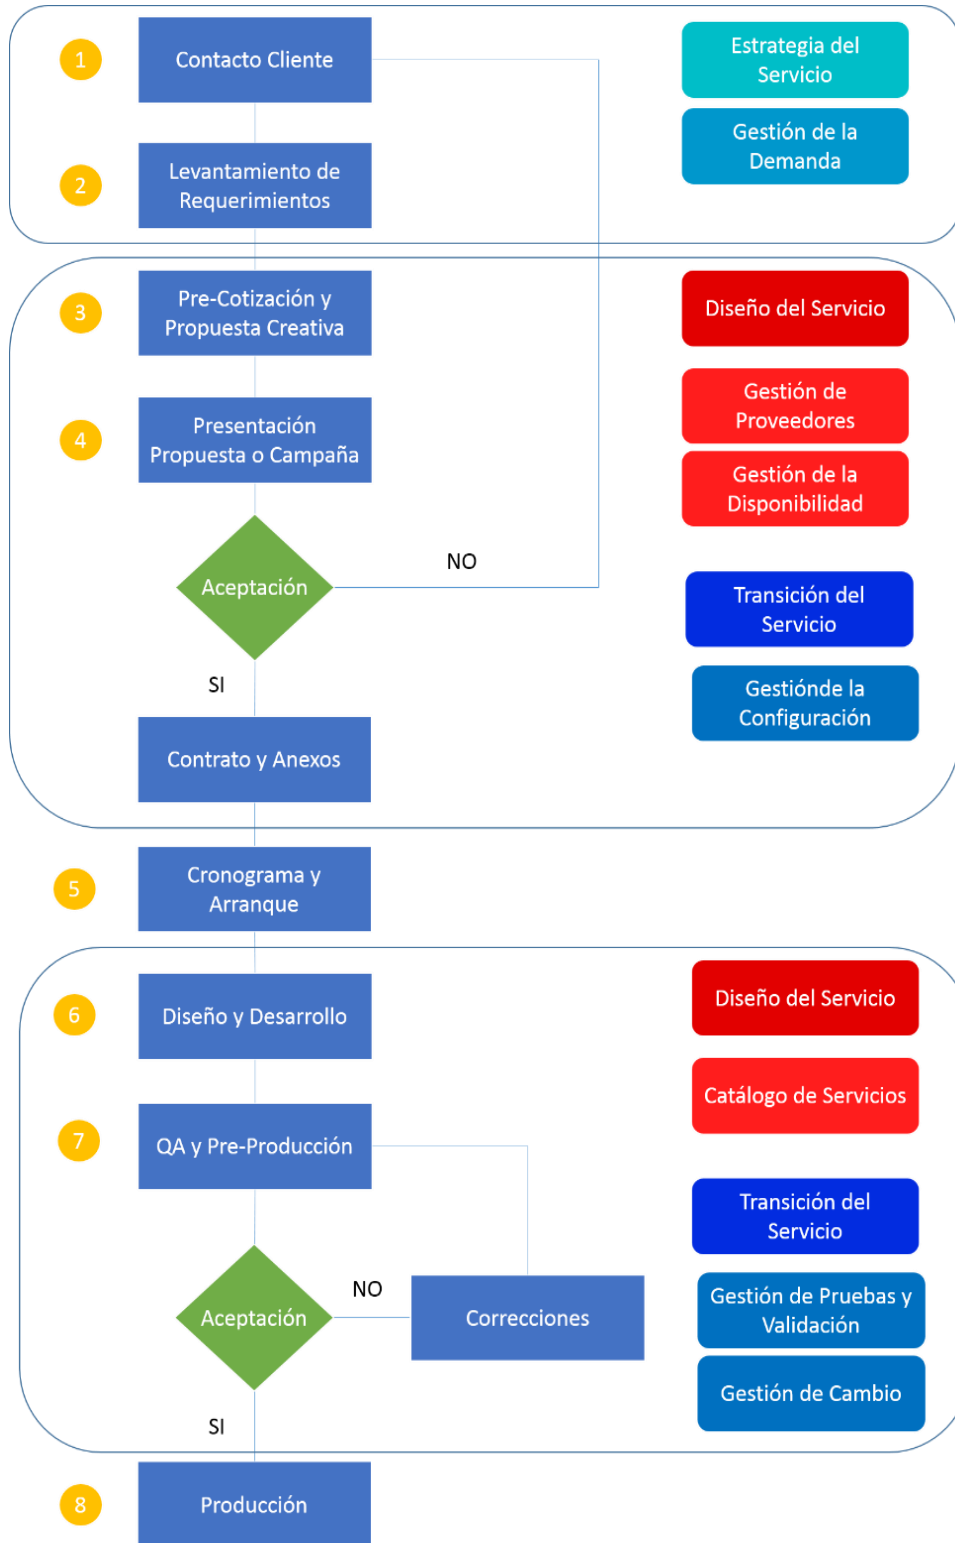 1
Contacto Cliente
Estrategia del
Servicio
Gestión de la
Demanda
2
Levantamiento de
Requerimientos
3
Pre-Cotización y
Propuesta Creativa
Diseño del Servicio
4
Presentación
Propuesta o Campaña
Gestión de
Proveedores
Gestión de la
Disponibilidad
Aceptación
NO
SI
Transición del
Servicio
Gestiónde la
Configuración
Contrato y Anexos
5
Cronograma y
Arranque
6
Diseño y Desarrollo
Diseño del Servicio
Catálogo de Servicios
7
QA y Pre-Producción
Transición del
Servicio
Aceptación
NO
Correcciones
Gestión de Pruebas y
Validación
Gestión de Cambio
SI
8
Producción